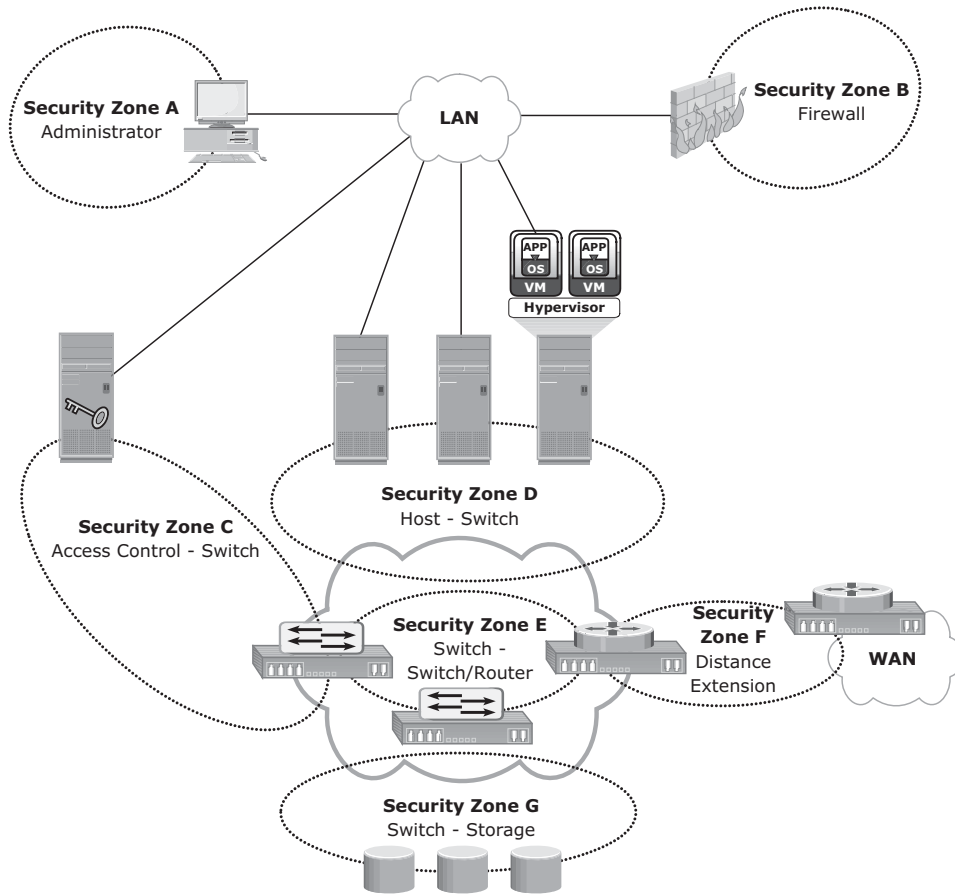 Security Zone A
Administrator
LAN
Security Zone B
Firewall
APP
OS
VM
APP
OS
VM
Hypervisor
Security Zone D
Host - Switch
Security Zone C
Access Control - Switch
Security Zone E
Switch -
Switch/Router
Security
Zone F
Distance
Extension
WAN
Security Zone G
Switch - Storage